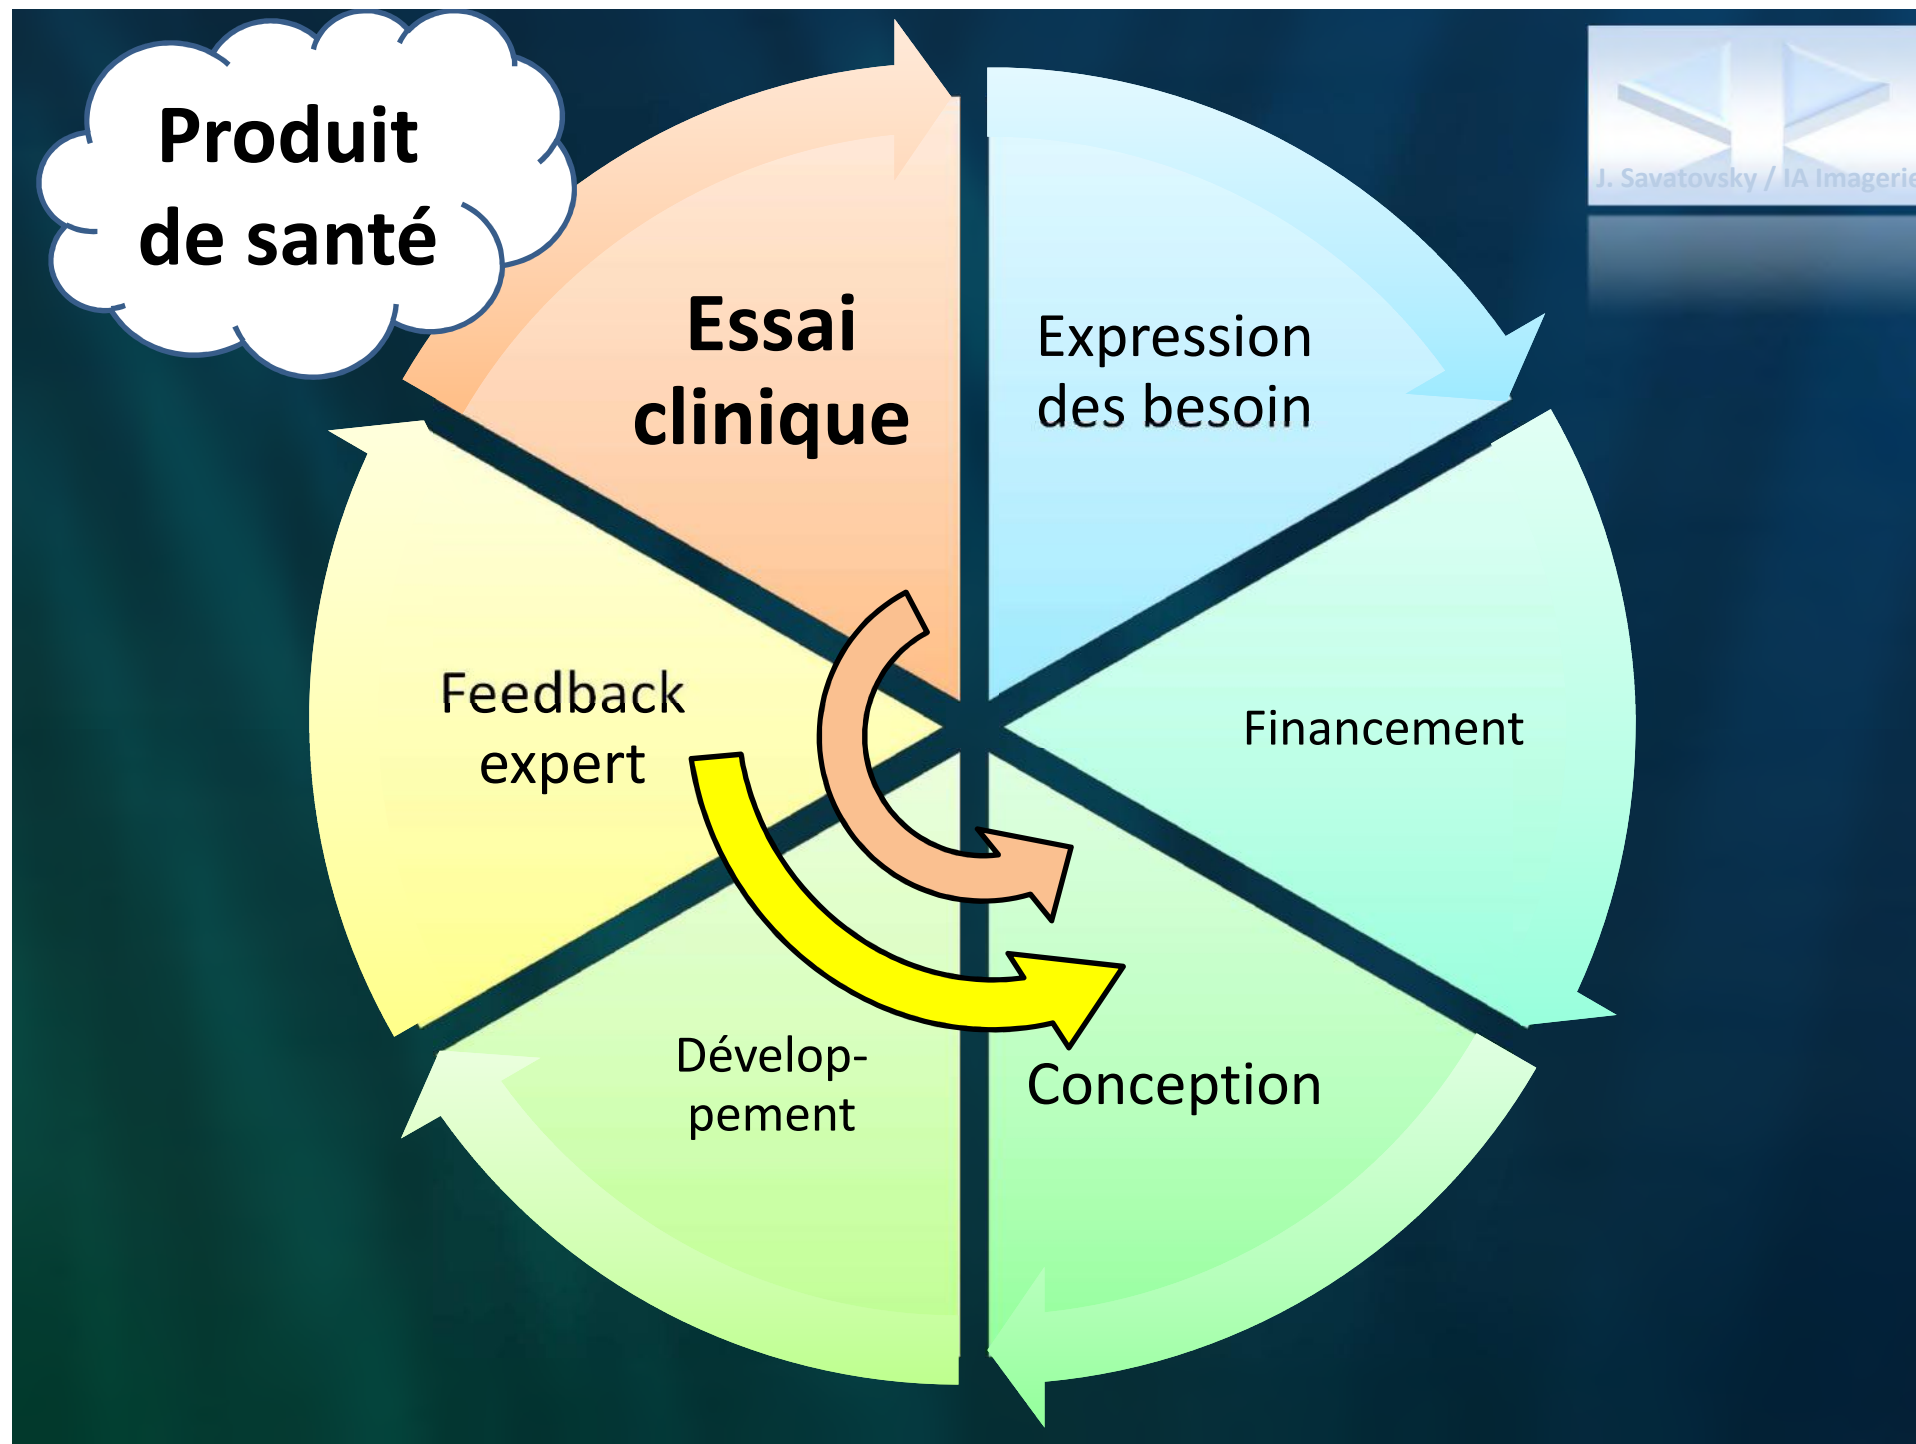 Produit
de santé
Essai
clinique
Expression
des besoin
J. Savatovsky / IA Imagerie
Financement
Feedback
expert
Dévelop-
pement
Conception